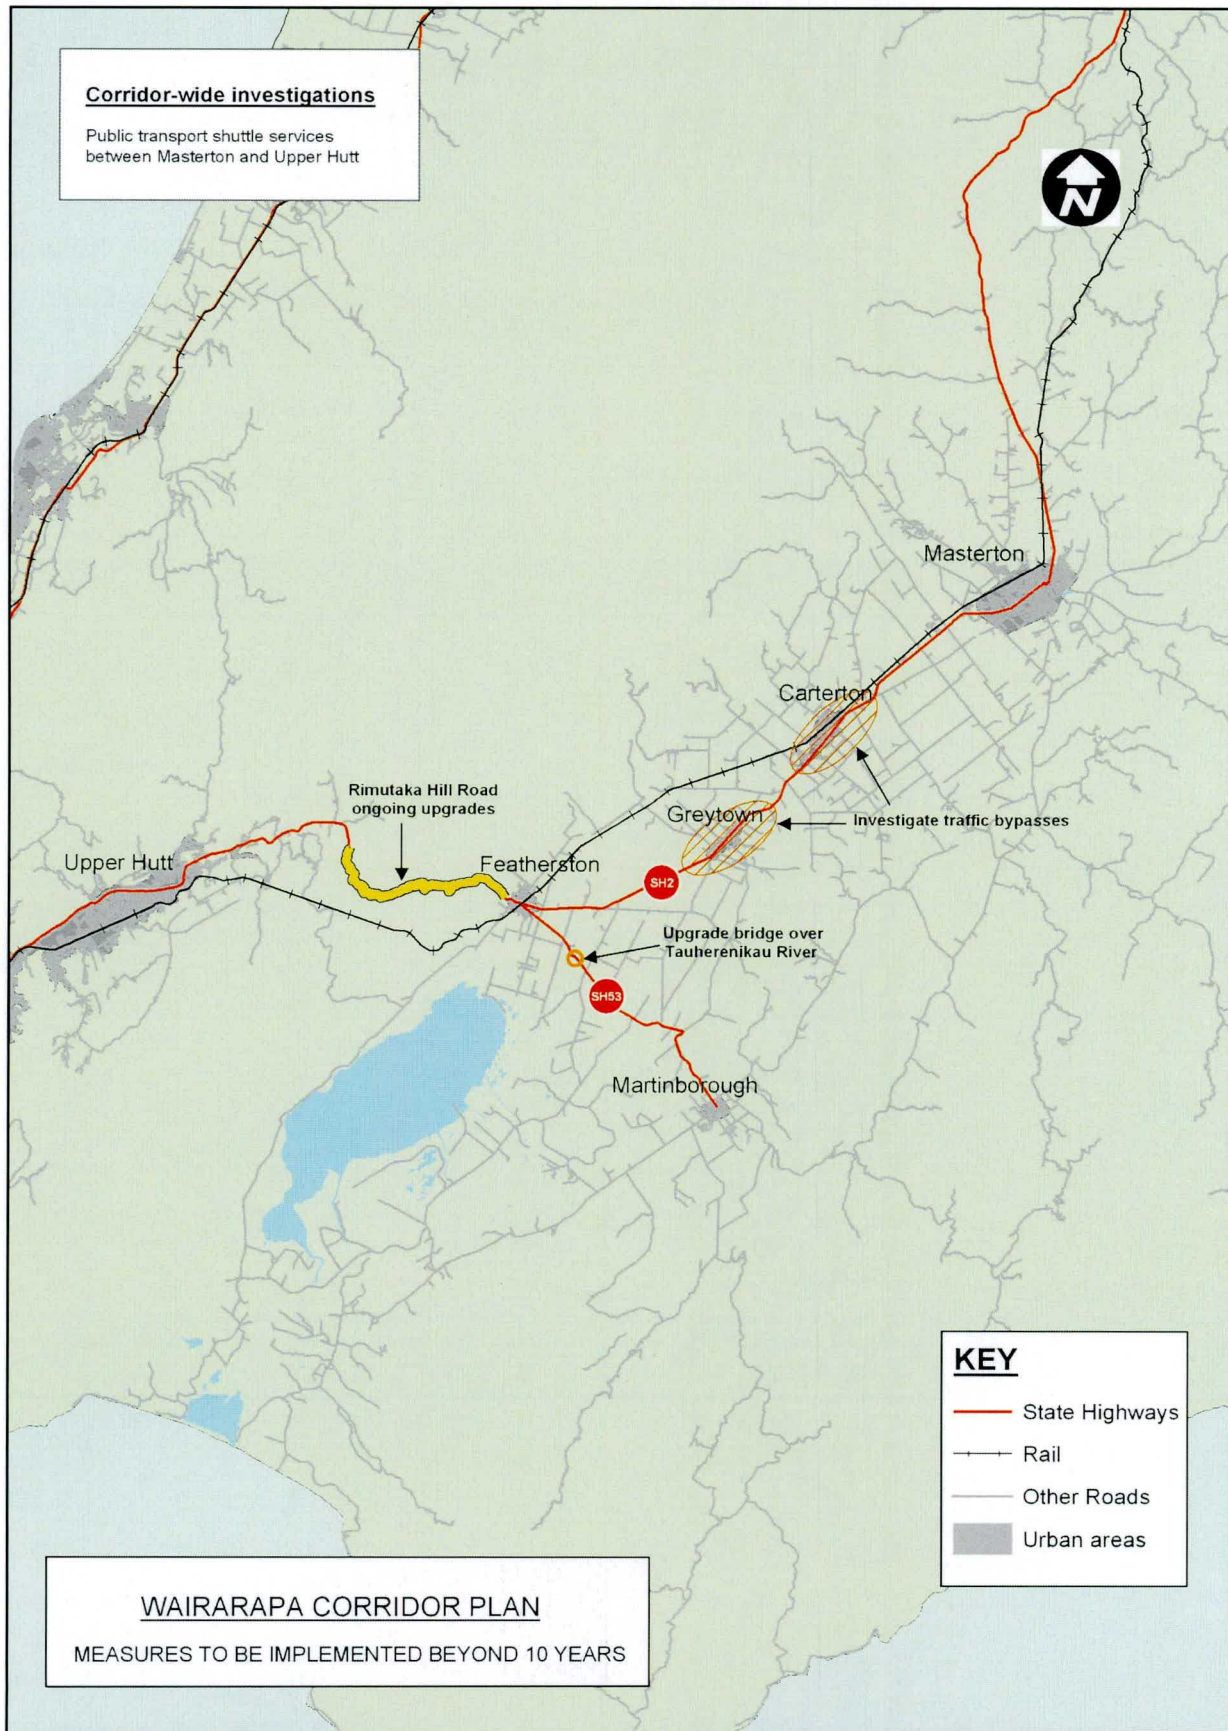 Corridor-wide investigations
Public transport shuttle services
between Masterton and Upper Hutt
N
Masterton
Carterton
Rimutaka Hill Road
ongoing upgrades
Greytown
Investigate traffic bypasses
Upper Hutt
Featherston
SH2
Upgrade bridge over
Tauherenikau River
SH53
Martinborough
KEY
State Highways
Rail
Other Roads
Urban areas
WAIRARAPA CORRIDOR PLAN
MEASURES TO BE IMPLEMENTED BEYOND 10 YEARS